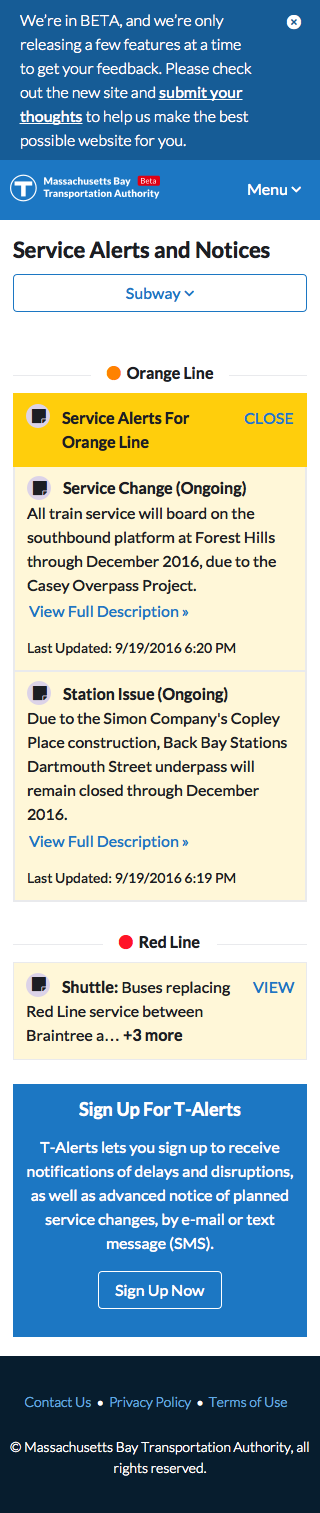 We're in BETA, and we're only
releasing a few features at a time
to get your feedback. Please check
out the new site and submit your
thoughts to help us make the best
possible website for you.
T Massachusetts Bay Beta
Transportation Authority
Menu
Service Alerts and Notices
Subway
Orange Line
Service Alerts For CLOSE
Orange Line
Service Change (Ongoing)
All train service will board on the
southbound platform at Forest Hills
through December 2016, due to the
Casey Overpass Project.
View Full Description »
Last Updated: 9/19/2016 6:20 PM
Station Issue (Ongoing)
Due to the Simon Company's Copley
Place construction, Back Bay Stations
Dartmouth Street underpass will
remain closed through December
2016.
View Full Description »
Last Updated: 9/19/2016 6:19 PM
Red Line
Shuttle: Buses replacing VIEW
Red Line service between
Braintree a… +3 more
Sign Up For T-Alerts
T-Alerts lets you sign up to receive
notifications of delays and disruptions,
as well as advanced notice of planned
service changes, by e-mail or text
message (SMS).
Sign Up Now
Contact Us • Privacy Policy • Terms of Use
© Massachusetts Bay Transportation Authority, all
rights reserved.